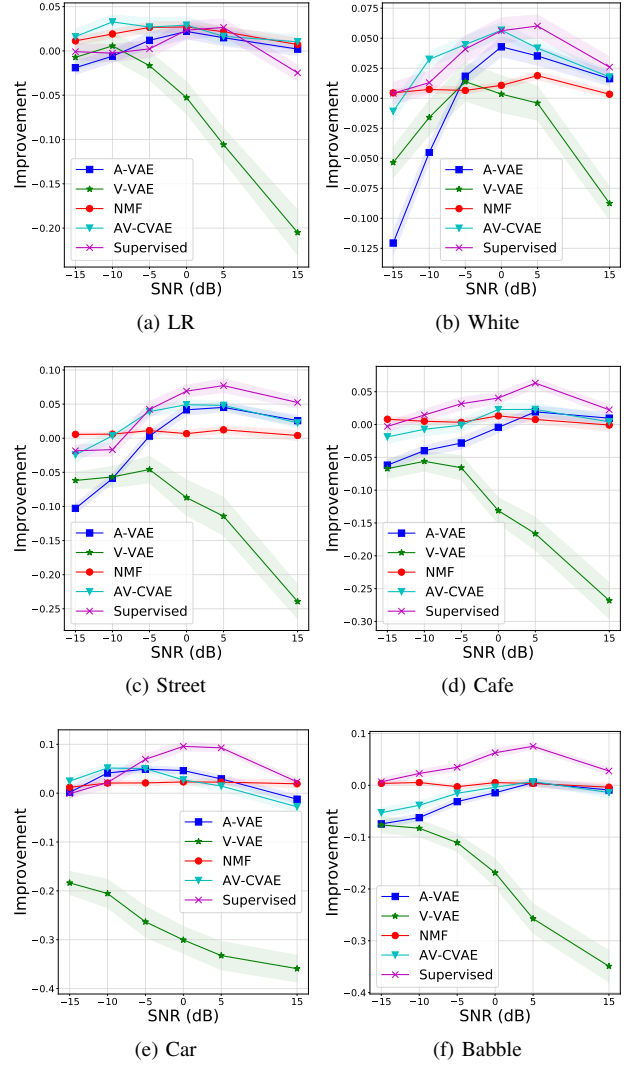 0.05
0.00
−0.05
−0.10
−0.15
−0.20
Improvement
A-VAE
V-VAE
NMF
AV-CVAE
Supervised
−15 −10 −5 0 5 15
SNR (dB)
(a) LR
0.075
0.050
0.025
0.000
−0.025
−0.050
−0.075
−0.100
−0.125
Improvement
A-VAE
V-VAE
NMF
AV-CVAE
Supervised
−15 −10 −5 0 5 15
SNR (dB)
(b) White
0.10
0.05
0.00
−0.05
−0.10
−0.15
−0.20
−0.25
Improvement
A-VAE
V-VAE
NMF
AV-CVAE
Supervised
−15 −10 −5 0 5 15
SNR (dB)
(c) Street
0.05
0.00
−0.05
−0.10
−0.15
−0.20
−0.25
−0.30
Improvement
A-VAE
V-VAE
NMF
AV-CVAE
Supervised
−15 −10 −5 0 5 15
SNR (dB)
(d) Cafe
0.1
0.0
−0.1
−0.2
−0.3
−0.4
Improvement
A-VAE
V-VAE
NMF
AV-CVAE
Supervised
−15 −10 −5 0 5 15
SNR (dB)
(e) Car
0.1
0.0
−0.1
−0.2
−0.3
−0.4
Improvement
A-VAE
V-VAE
NMF
AV-CVAE
Supervised
−15 −10 −5 0 5 15
SNR (dB)
(f) Babble